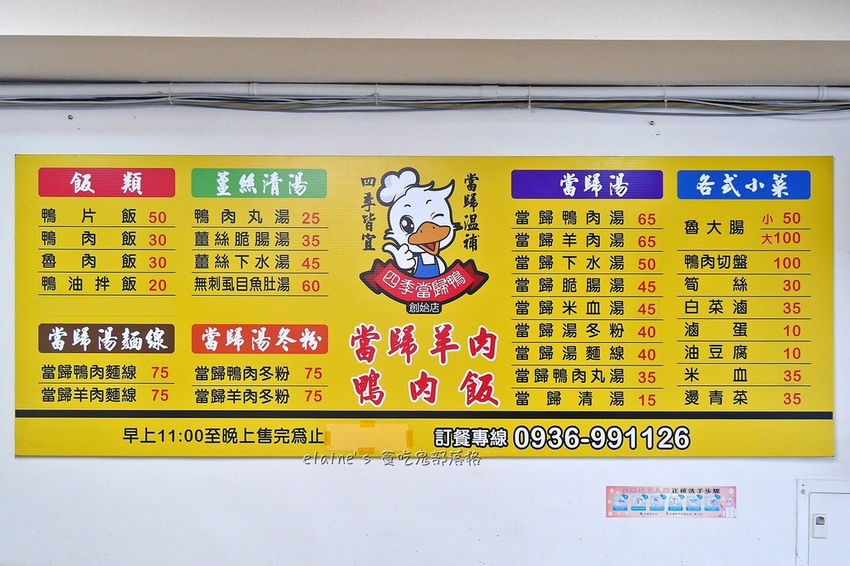 飯類
鴨片飯 50
鴨肉飯 30
魯肉飯 30
鴨油拌飯 20
薑絲清湯
鴨肉丸湯 25
薑絲脆腸湯 35
薑絲下水湯 45
無刺虱目魚肚湯 60
當歸湯麵線
當歸鴨肉麵線 75
當歸羊肉麵線 75
當歸湯冬粉
當歸鴨肉冬粉 75
當歸羊肉冬粉 75
當歸溫補
四季皆宜
四季當歸鴨
創始店
當歸羊肉
鴨肉飯
當歸湯
當歸鴨肉湯 65
當歸羊肉湯 65
當歸下水湯 50
當歸脆腸湯 45
當歸米血湯 45
當歸湯冬粉 40
當歸湯麵線 40
當歸鴨肉丸湯 35
當歸清湯 15
各式小菜
魯大腸 小 50
大100
鴨肉切盤 100
筍絲 30
白菜滷 35
滷蛋 10
油豆腐 10
米血 35
燙青菜 35
早上11:00至晚上售完為止
訂餐專線 0936-991126
elaine's 貪吃鬼部落格
正確洗手步驟